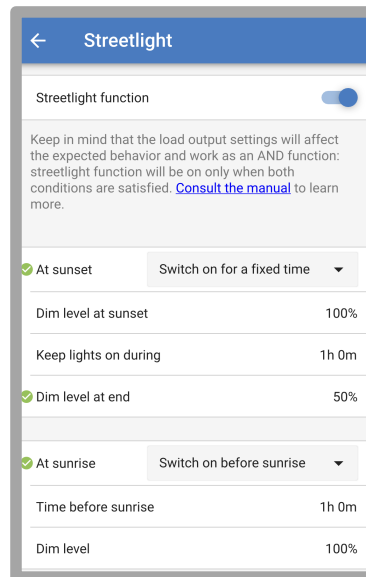 Streetlight
Streetlight function
Keep in mind that the load output settings will affect
the expected behavior and work as an AND function:
streetlight function will be on only when both
conditions are satisfied. Consult the manual to learn
more.
At sunset Switch on for a fixed time
Dim level at sunset 100%
Keep lights on during 1h 0m
Dim level at end 50%
At sunrise Switch on before sunrise
Time before sunrise 1h 0m
Dim level 100%